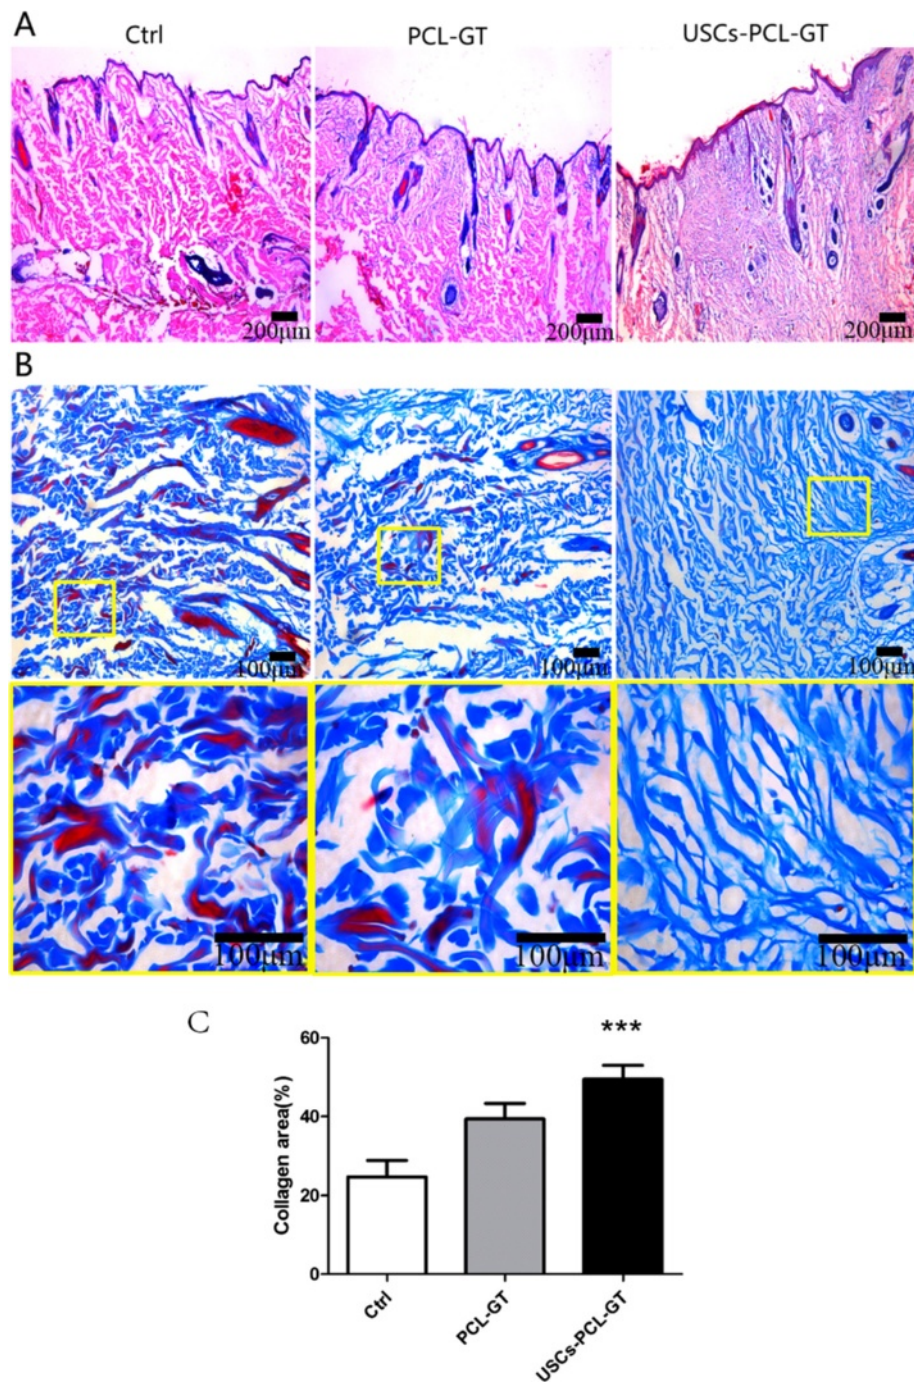 A
Ctrl PCL-GT USCs-PCL-GT
200μm 200μm 200μm
B
100μm 100μm 100μm
100μm 100μm 100μm
C
***
60
40
20
0
Collagen area(%)
Ctrl PCL-GT USCs-PCL-GT